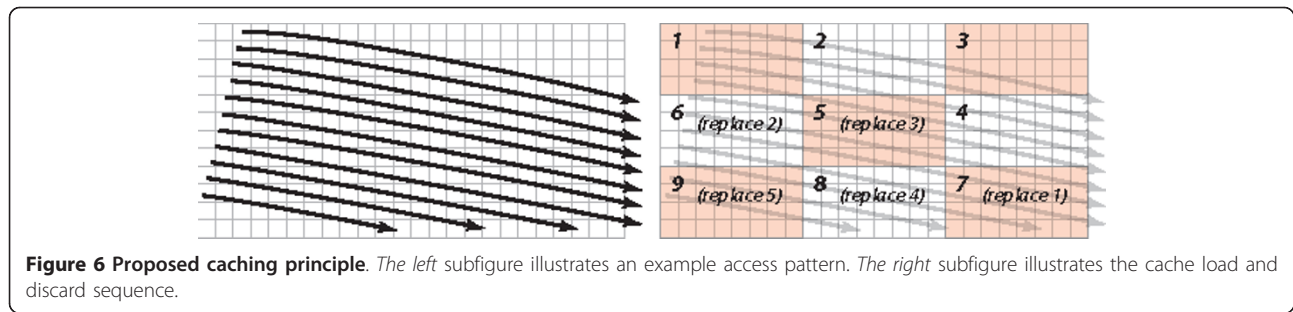 1 2 3
6 (replace 2) 5 (replace 3) 4
9 (replace 5) 8 (replace 4) 7 (replace 1)
Figure 6 Proposed caching principle. The left subfigure illustrates an example access pattern. The right subfigure illustrates the cache load and
discard sequence.